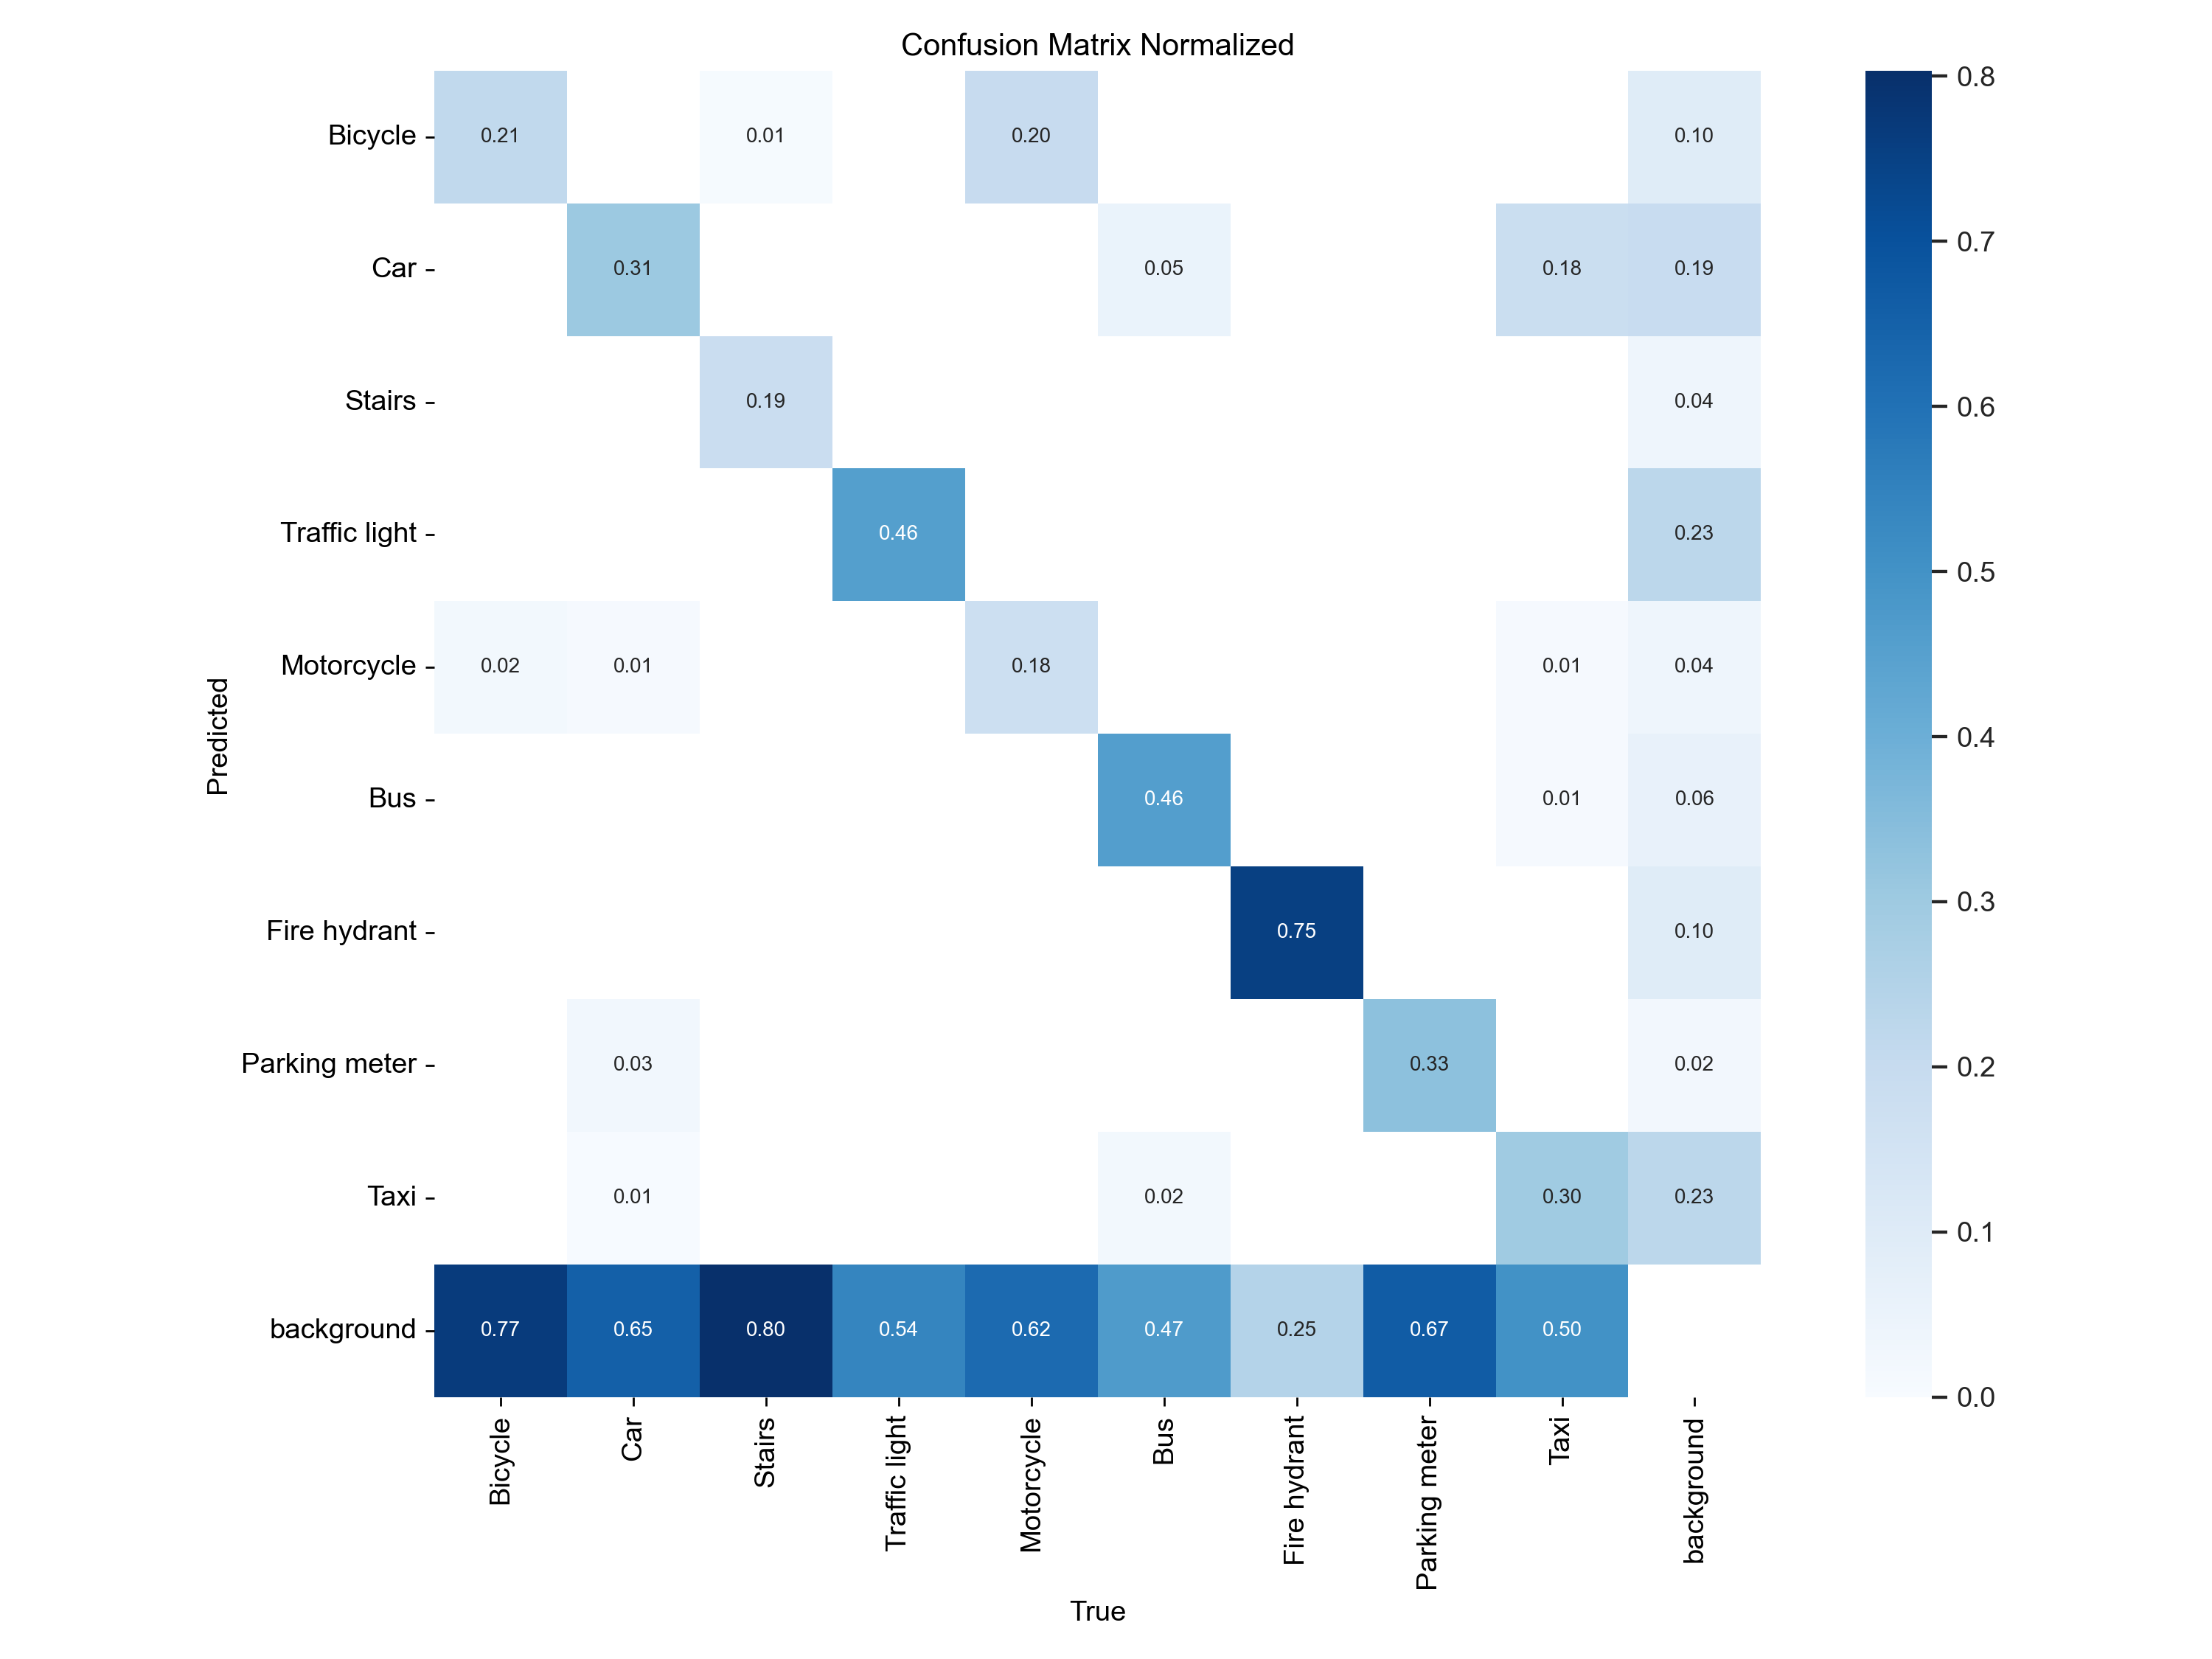 Confusion Matrix Normalized
Bicycle 0.21 0.01 0.20 0.10
Car 0.31 0.05 0.18 0.19
Stairs 0.19 0.04
Traffic light 0.46 0.23
Motorcycle 0.02 0.01 0.18 0.01 0.04
Bus 0.46 0.01 0.06
Fire hydrant 0.75 0.10
Parking meter 0.03 0.33 0.02
Taxi 0.01 0.02 0.30 0.23
background 0.77 0.65 0.80 0.54 0.62 0.47 0.25 0.67 0.50
Predicted
Bicycle
Car
Stairs
Traffic light
Motorcycle
Bus
Fire hydrant
Parking meter
Taxi
background
True
0.8
0.7
0.6
0.5
0.4
0.3
0.2
0.1
0.0